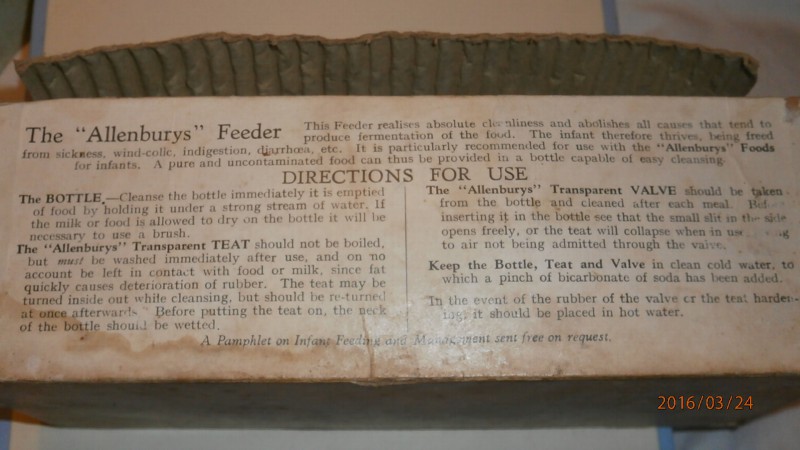 The "Allenburys" Feeder
This Feeder realises absolute cleanliness and abolishes all causes that tend to
produce fermentation of the food. The infant therefore thrives, being freed
from sickness, wind-colic, indigestion, diarrhœa, etc. It is particularly recommended for use with the "Allenburys" Foods
for infants. A pure and uncontaminated food can thus be provided in a bottle capable of easy cleansing.
DIRECTIONS FOR USE
The BOTTLE.—Cleanse the bottle immediately it is emptied
of food by holding it under a strong stream of water. If
the milk or food is allowed to dry on the bottle it will be
necessary to use a brush.
The "Allenburys" Transparent TEAT should not be boiled,
but must be washed immediately after use, and on no
account be left in contact with food or milk, since fat
quickly causes deterioration of rubber. The teat may be
turned inside out while cleansing, but should be re-turned
at once afterwards. Before putting the teat on, the neck
of the bottle should be wetted.
The "Allenburys" Transparent VALVE should be taken
from the bottle and cleaned after each meal. Before
inserting it in the bottle see that the small slit in the side
opens freely, or the teat will collapse when in use
to air not being admitted through the valve.
Keep the Bottle, Teat and Valve in clean cold water, to
which a pinch of bicarbonate of soda has been added.
In the event of the rubber of the valve or the teat harden-
ing, it should be placed in hot water.
A Pamphlet on Infant Feeding and Management sent free on request.
2016/03/24